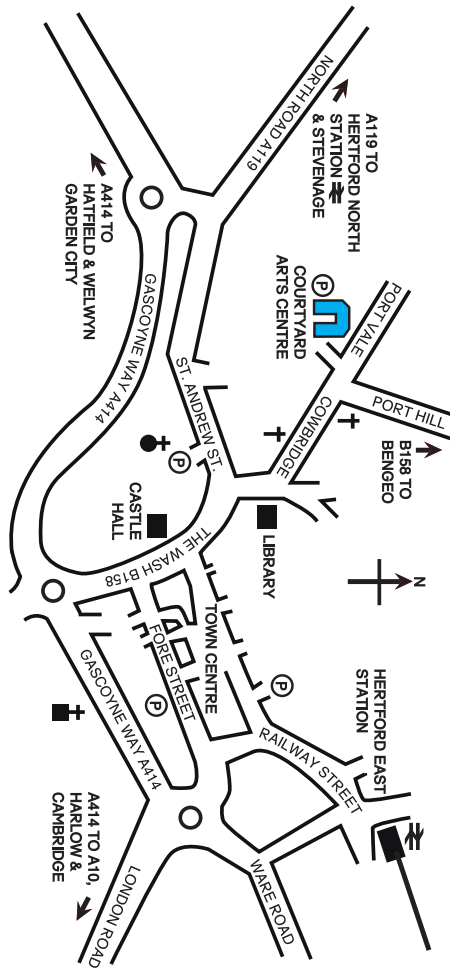 NORTH ROAD A119
A119 TO
HERTFORD NORTH
STATION
& STEVENAGE
A414 TO
HATFIELD & WELWYN
GARDEN CITY
GASCOYNE WAY A414
P
COURTYARD
ARTS CENTRE
PORT VALE
PORT HILL
B158 TO
BENGEO
COWBRIDGE
ST. ANDREW ST.
P
CASTLE
HALL
LIBRARY
THE WASH B158
N
TOWN CENTRE
FORE STREET
P
P
HERTFORD EAST
STATION
RAILWAY STREET
GASCOYNE WAY A414
A414 TO A10,
HARLOW &
CAMBRIDGE
LONDON ROAD
WARE ROAD